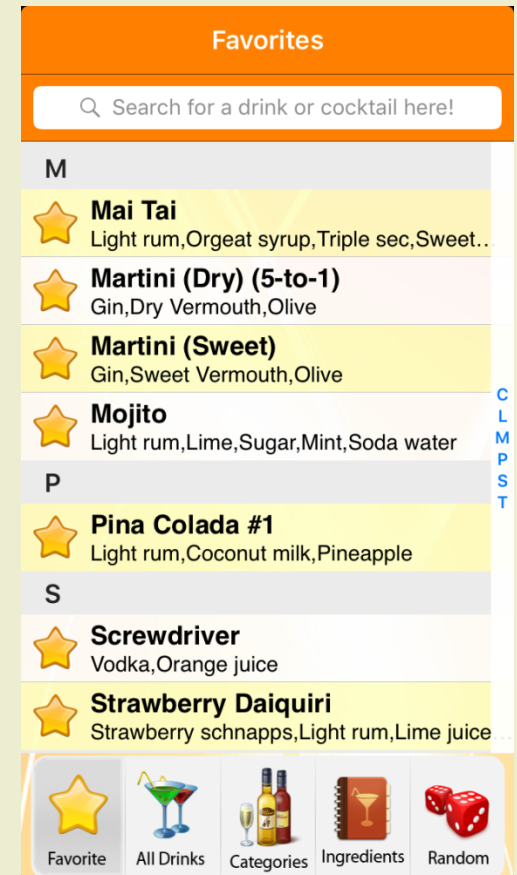 Favorites
Search for a drink or cocktail here!
M
Mai Tai
Light rum,Orgeat syrup,Triple sec,Sweet...
Martini (Dry) (5-to-1)
Gin,Dry Vermouth,Olive
Martini (Sweet)
Gin,Sweet Vermouth,Olive
Mojito
Light rum,Lime,Sugar,Mint,Soda water
P
Pina Colada #1
Light rum,Coconut milk,Pineapple
S
Screwdriver
Vodka,Orange juice
Strawberry Daiquiri
Strawberry schnapps,Light rum,Lime juice...
C
L
M
P
S
T
Favorite All Drinks Categories Ingredients Random